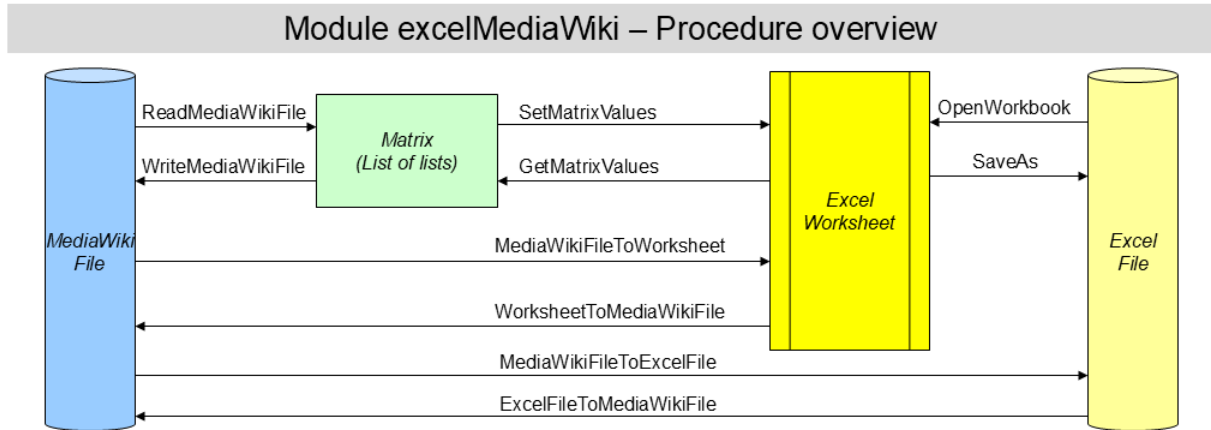 Module excelMediaWiki – Procedure overview
ReadMediaWikiFile
SetMatrixValues
OpenWorkbook
Matrix
(List of lists)
WriteMediaWikiFile
GetMatrixValues
SaveAs
Excel
Worksheet
MediaWiki
File
MediaWikiFileToWorksheet
Excel
File
WorksheetToMediaWikiFile
MediaWikiFileToExcelFile
ExcelFileToMediaWikiFile